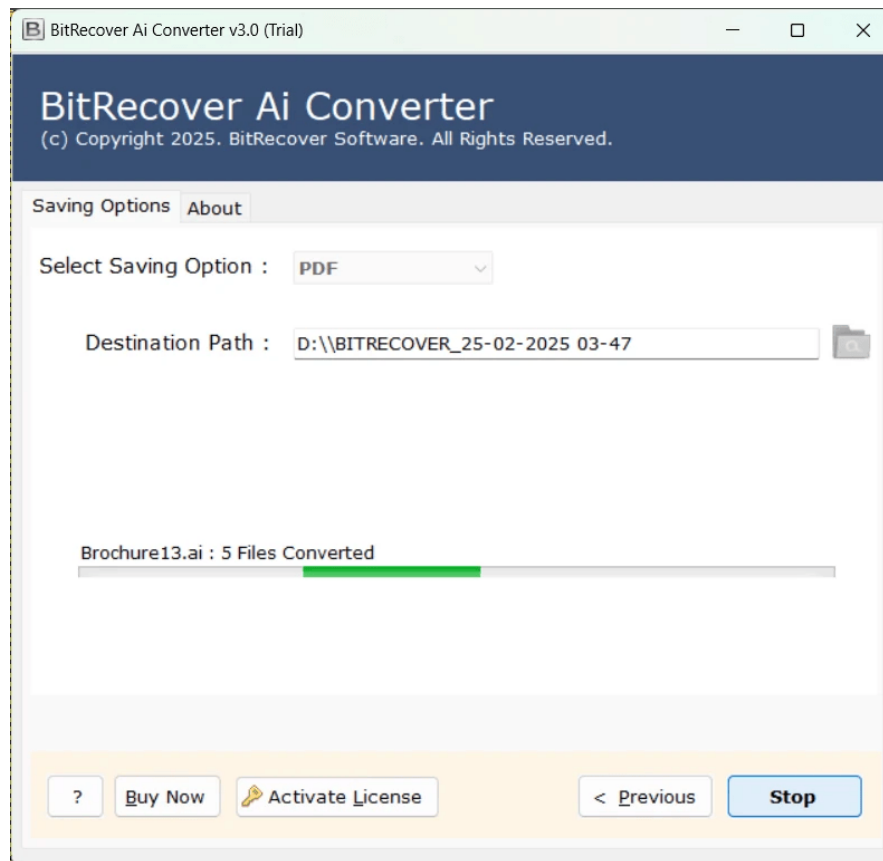 BitRecover Ai Converter v3.0 (Trial)
BitRecover Ai Converter
(c) Copyright 2025. BitRecover Software. All Rights Reserved.
Saving Options About
Select Saving Option : PDF
Destination Path : D:\\BITRECOVER_25-02-2025 03-47
Brochure13.ai : 5 Files Converted
? Buy Now Activate License < Previous Stop